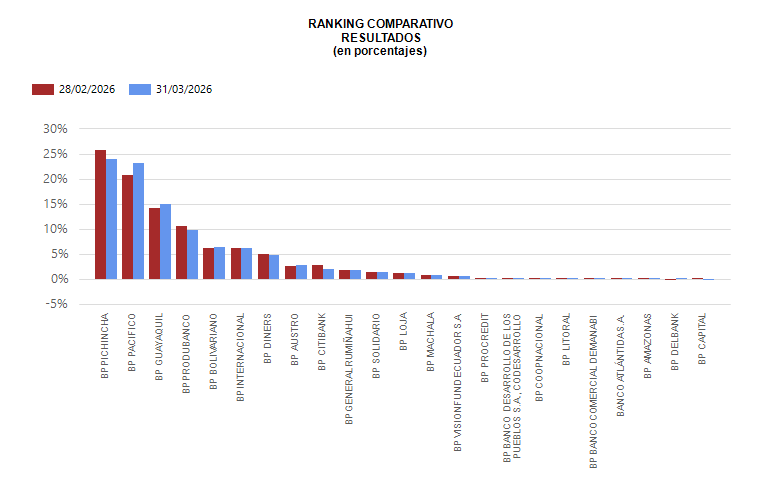 RANKING COMPARATIVO
RESULTADOS
(en porcentajes)
28/02/2026
31/03/2026
30%
25%
20%
15%
10%
5%
0%
-5%
BP PICHINCHA
BP PACIFICO
BP GUAYAQUIL
BP PRODUBANCO
BP BOLIVARIANO
BP INTERNACIONAL
BP DINERS
BP AUSTRO
BP CITIBANK
BP GENERAL RUMIÑAHUI
BP SOLIDARIO
BP LOJA
BP MACHALA
BP VISIONFUND ECUADOR S.A
BP PROCREDIT
BP BANCO DESARROLLO DE LOS
PUEBLOS S.A., CODESARROLLO
BP COOPNACIONAL
BP LITORAL
BP BANCO COMERCIAL DE MANABI
BANCO ATLÁNTIDA S.A.
BP AMAZONAS
BP DELBANK
BP CAPITAL